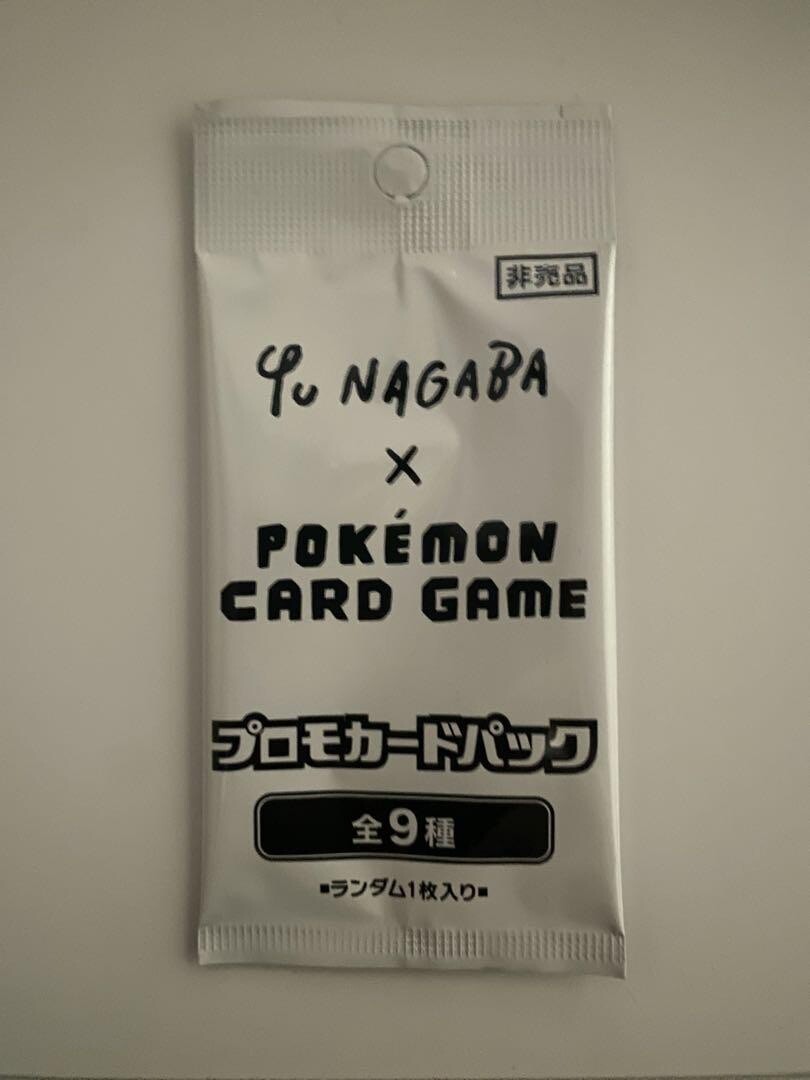 非売品
Yu NAGABA
×
POKÉMON
CARD GAME
プロモカードパック
全9種
▪ランダム1枚入り▪